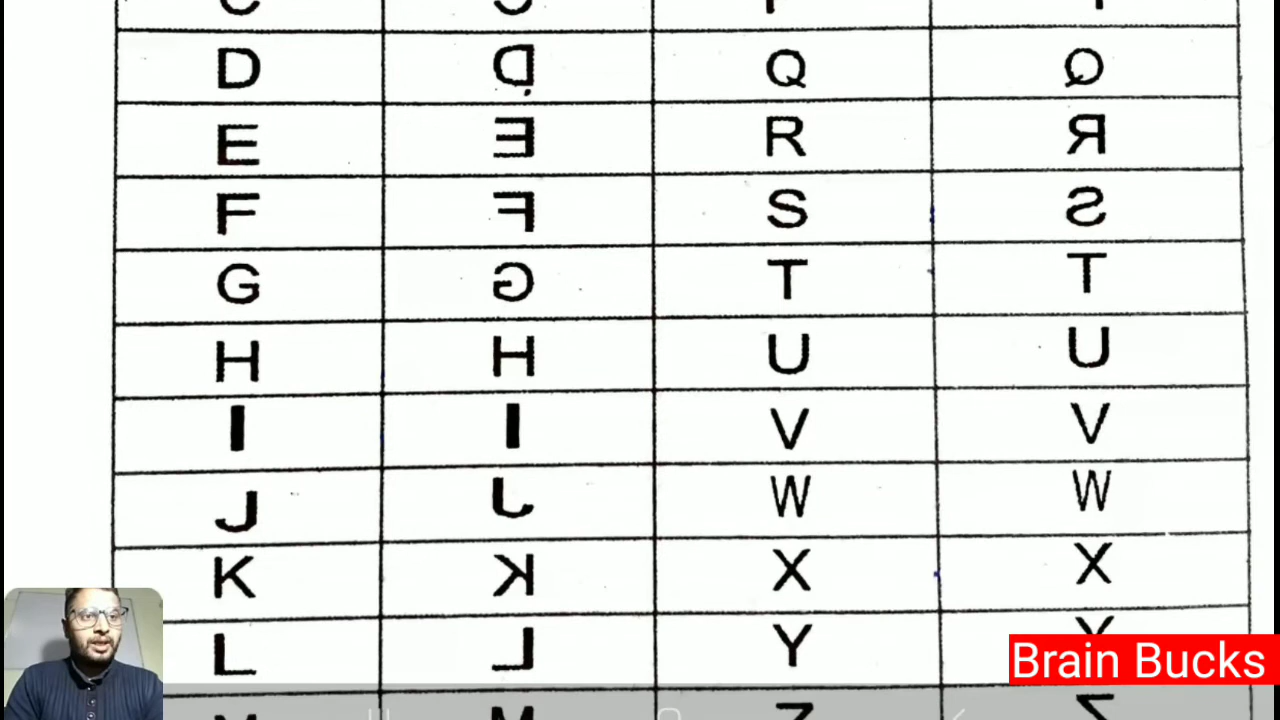 C C P P
D D Q Q
E E R R
F F S S
G G T T
H H U U
I I V V
J J W W
K K X X
L L Y Y
M M Z Z
Brain Bucks